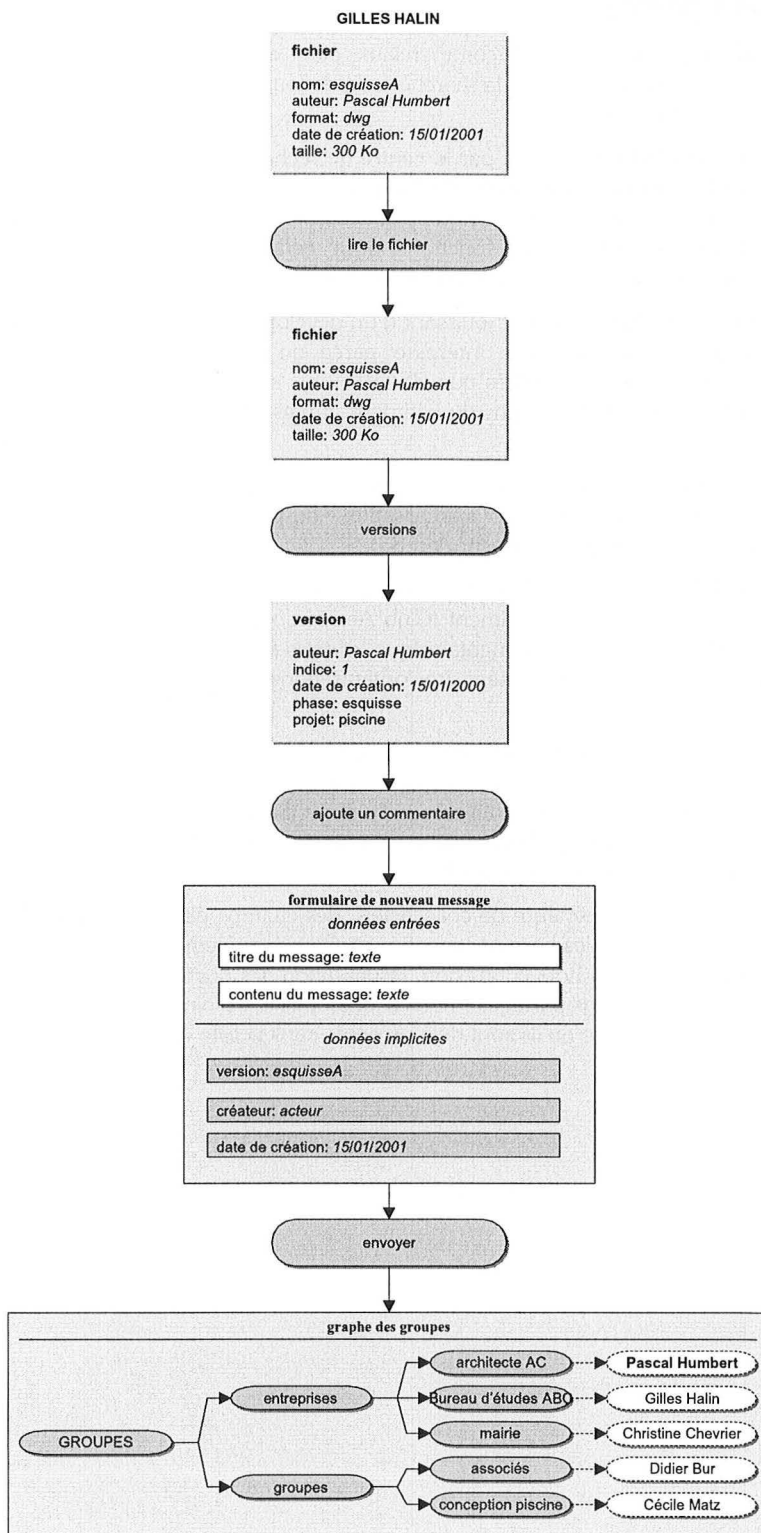 GILLES HALIN
fichier
nom: esquisseA
auteur: Pascal Humbert
format: dwg
date de création: 15/01/2001
taille: 300 Ko
lire le fichier
fichier
nom: esquisseA
auteur: Pascal Humbert
format: dwg
date de création: 15/01/2001
taille: 300 Ko
versions
version
auteur: Pascal Humbert
indice: 1
date de création: 15/01/2000
phase: esquisse
projet: piscine
ajoute un commentaire
formulaire de nouveau message
données entrées
titre du message: texte
contenu du message: texte
données implicites
version: esquisseA
créateur: acteur
date de création: 15/01/2001
envoyer
graphe des groupes
GROUPES
entreprises
architecte AC
Pascal Humbert
Bureau d'études ABC
Gilles Halin
mairie
Christine Chevrier
groupes
associés
Didier Bur
conception piscine
Cécile Matz